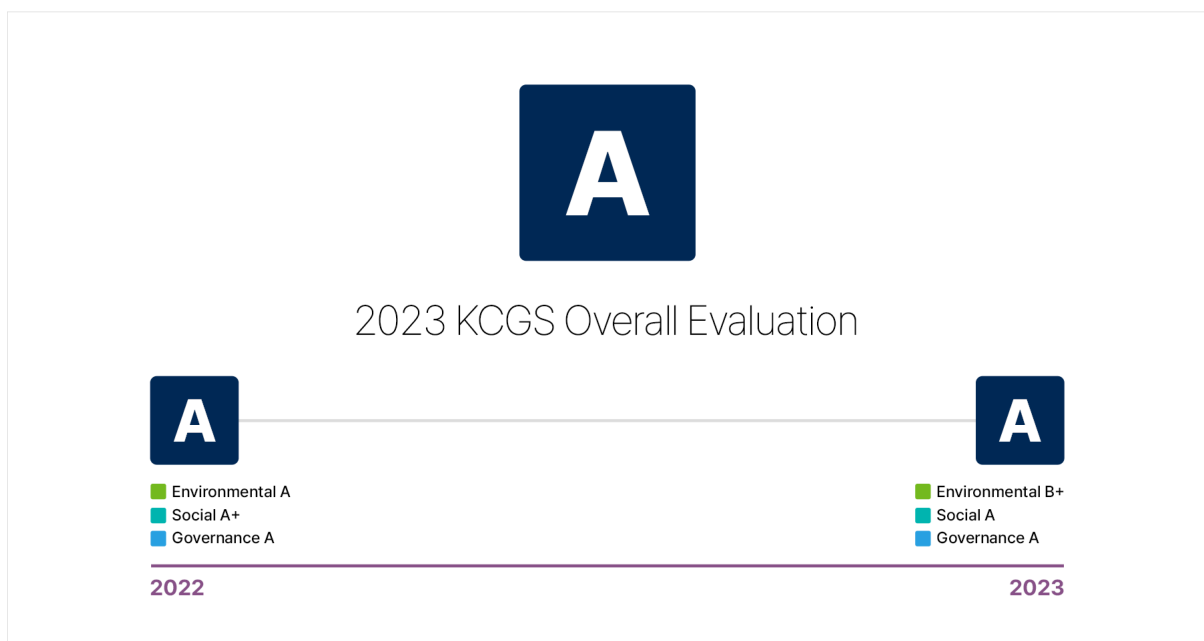 A
2023 KCGS Overall Evaluation
A
A
Environmental A
Social A+
Governance A
Environmental B+
Social A
Governance A
2022
2023